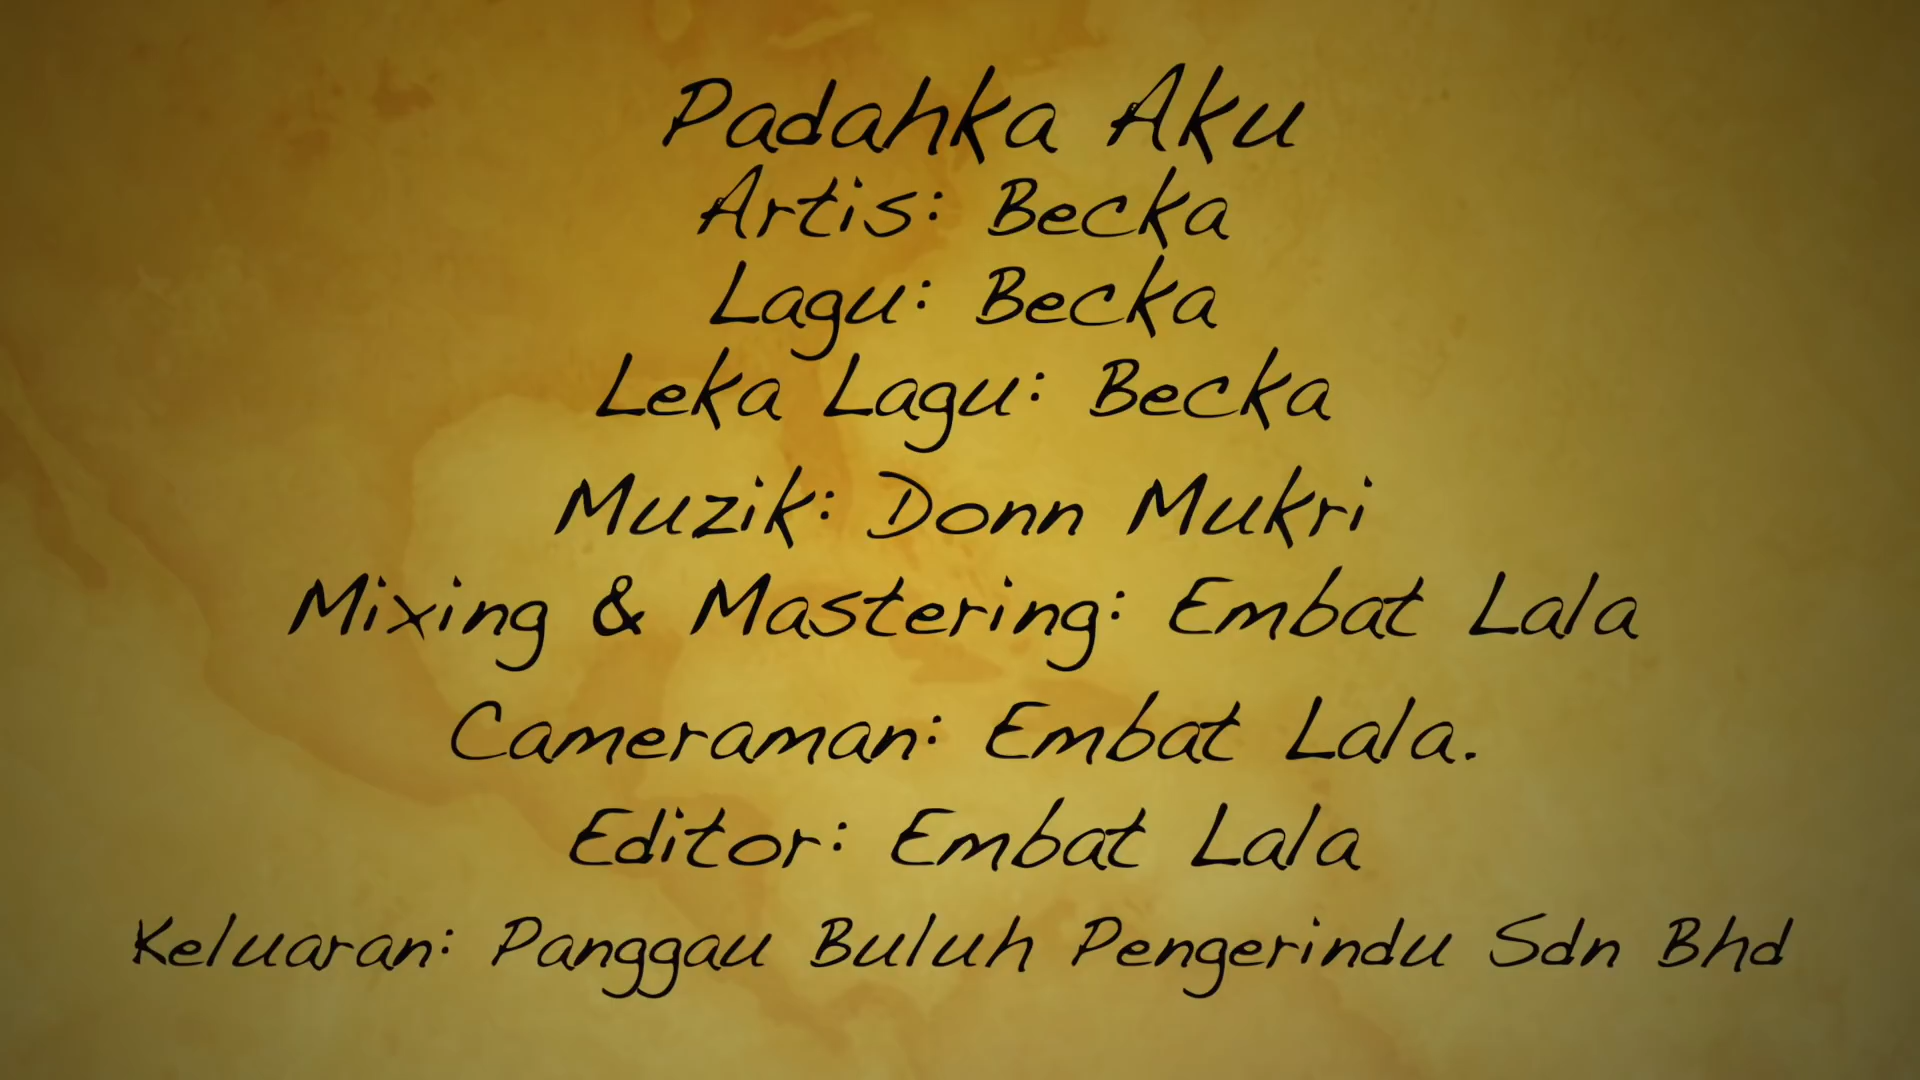 Padahka Aku
Artis: Becka
Lagu: Becka
Leka Lagu: Becka
Muzik: Donn Mukri
Mixing & Mastering: Embat Lala
Cameraman: Embat Lala.
Editor: Embat Lala
Keluaran: Panggau Buluh Pengerindu Sdn Bhd